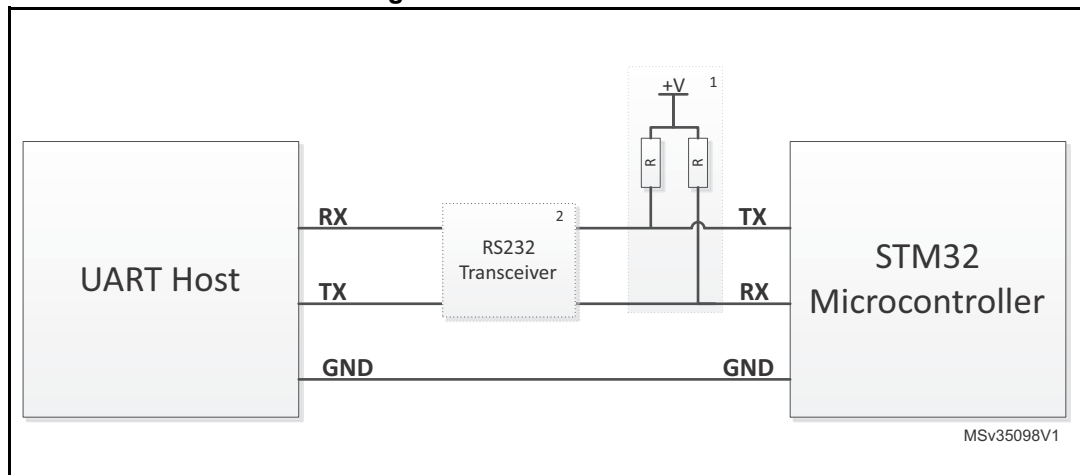 +V
1
R
R
RX
2
TX
UART Host
RS232
Transceiver
STM32
Microcontroller
TX
RX
GND
GND
MSv35098V1